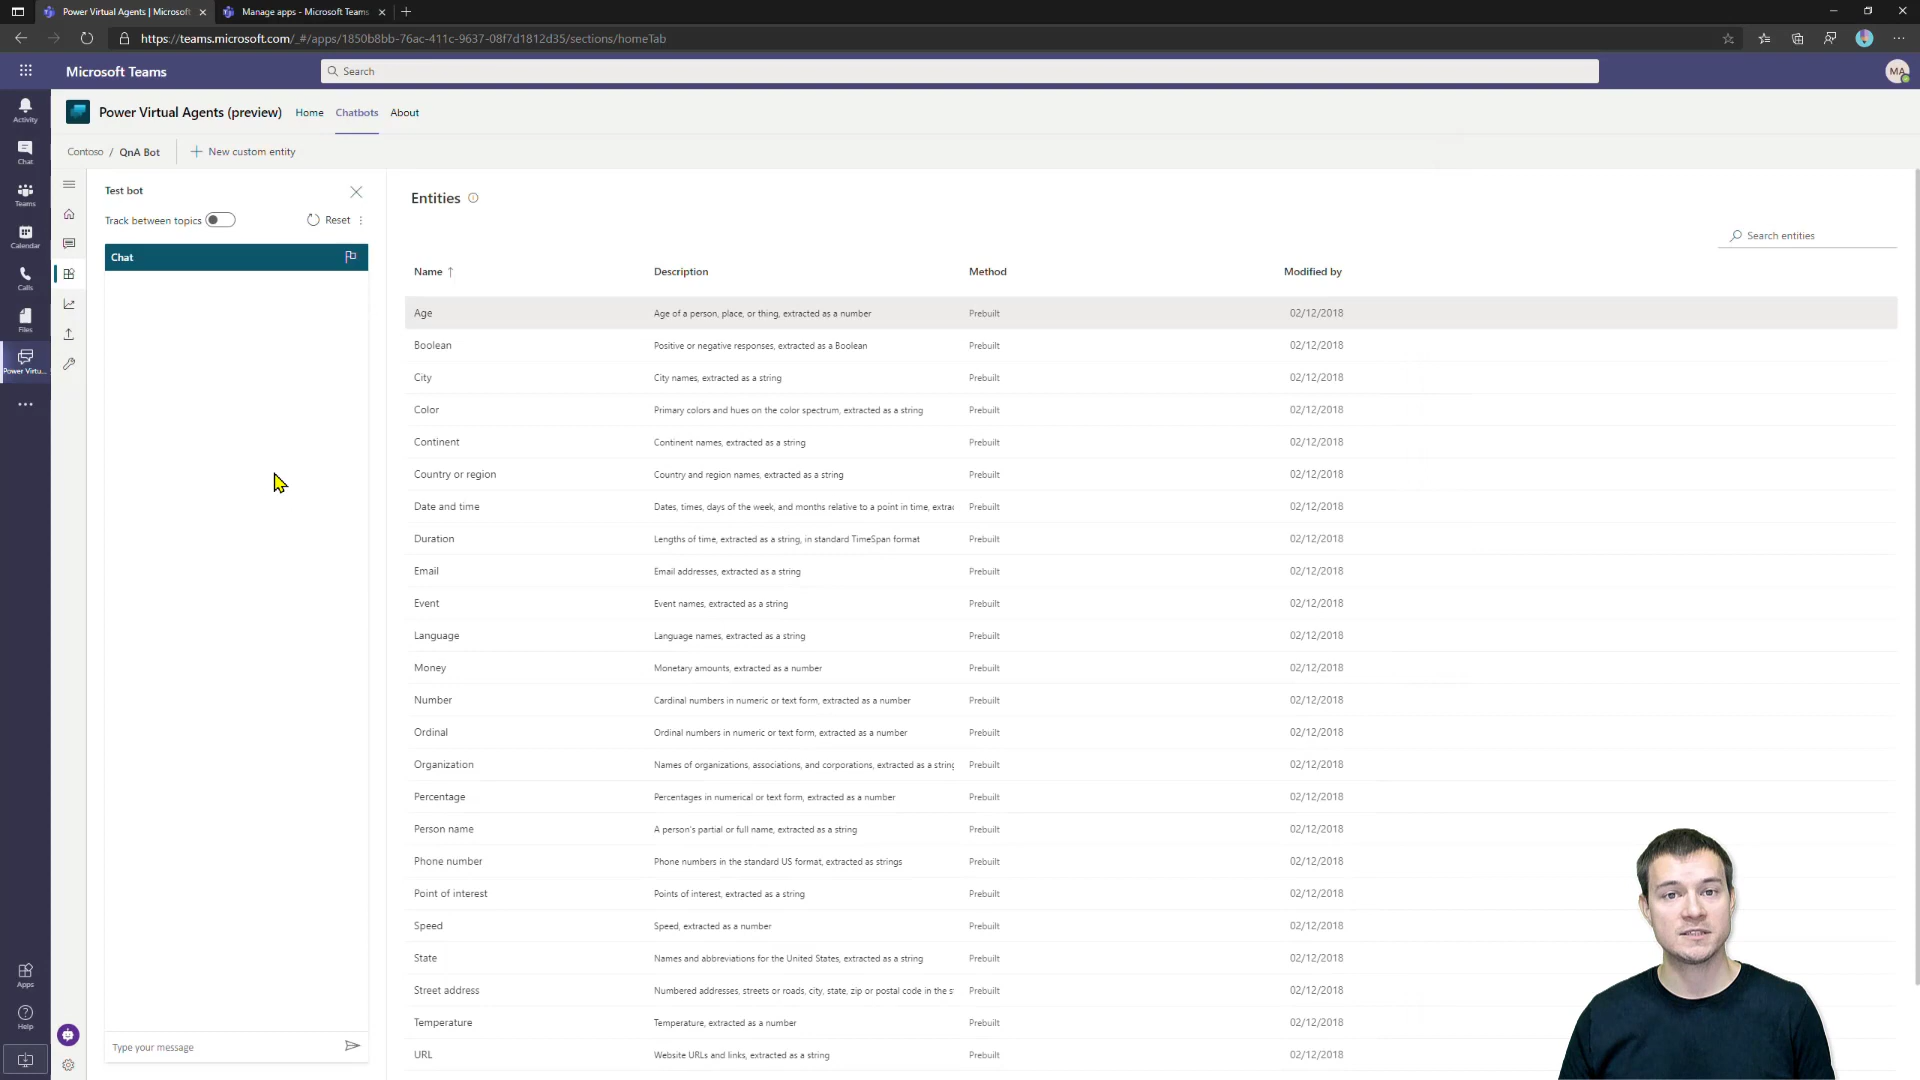 Power Virtual Agents | Microsoft
Manage apps - Microsoft Teams
https://teams.microsoft.com/_#/apps/1850b8bb-76ac-411c-9637-08f7d1812d35/sections/homeTab
Microsoft Teams
Search
MA
Power Virtual Agents (preview)
Home
Chatbots
About
Contoso / QnA Bot
New custom entity
Activity
Chat
Teams
Calendar
Calls
Files
Power Virtu...
Apps
Help
Test bot
Track between topics
Reset
Chat
Type your message
Entities
Search entities
Name ↑ Description Method Modified by
Age Age of a person, place, or thing, extracted as a number Prebuilt 02/12/2018
Boolean Positive or negative responses, extracted as a Boolean Prebuilt 02/12/2018
City City names, extracted as a string Prebuilt 02/12/2018
Color Primary colors and hues on the color spectrum, extracted as a string Prebuilt 02/12/2018
Continent Continent names, extracted as a string Prebuilt 02/12/2018
Country or region Country and region names, extracted as a string Prebuilt 02/12/2018
Date and time Dates, times, days of the week, and months relative to a point in time, extrac Prebuilt 02/12/2018
Duration Lengths of time, extracted as a string, in standard TimeSpan format Prebuilt 02/12/2018
Email Email addresses, extracted as a string Prebuilt 02/12/2018
Event Event names, extracted as a string Prebuilt 02/12/2018
Language Language names, extracted as a string Prebuilt 02/12/2018
Money Monetary amounts, extracted as a number Prebuilt 02/12/2018
Number Cardinal numbers in numeric or text form, extracted as a number Prebuilt 02/12/2018
Ordinal Ordinal numbers in numeric or text form, extracted as a number Prebuilt 02/12/2018
Organization Names of organizations, associations, and corporations, extracted as a string Prebuilt 02/12/2018
Percentage Percentages in numerical or text form, extracted as a number Prebuilt 02/12/2018
Person name A person's partial or full name, extracted as a string Prebuilt 02/12/2018
Phone number Phone numbers in the standard US format, extracted as strings Prebuilt 02/12/2018
Point of interest Points of interest, extracted as a string Prebuilt 02/12/2018
Speed Speed, extracted as a number Prebuilt 02/12/2018
State Names and abbreviations for the United States, extracted as a string Prebuilt 02/12/2018
Street address Numbered addresses, streets or roads, city, state, zip or postal code in the s Prebuilt 02/12/2018
Temperature Temperature, extracted as a number Prebuilt 02/12/2018
URL Website URLs and links, extracted as a string Prebuilt 02/12/2018